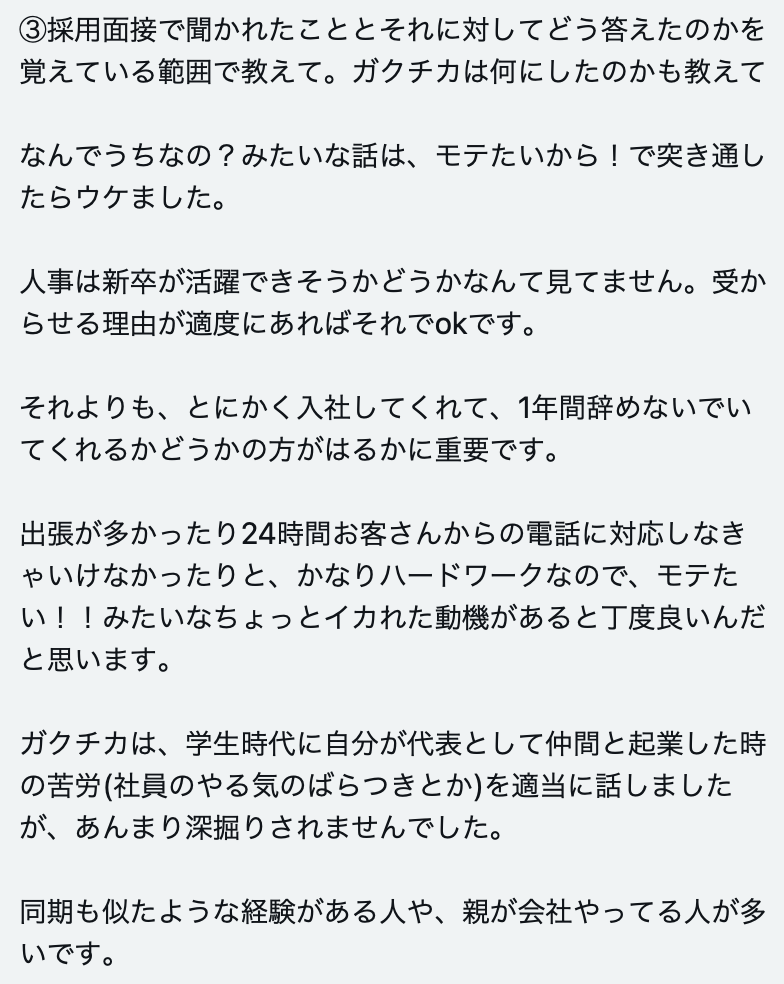 ③採用面接で聞かれたこととそれに対してどう答えたのかを
覚えている範囲で教えて。ガクチカは何にしたのかも教えて
なんでうちなの？みたいな話は、モテたいから！で突き通し
たらウケました。
人事は新卒が活躍できそうかどうかなんて見てません。受か
らせる理由が適度にあればそれでokです。
それよりも、とにかく入社してくれて、1年間辞めないでい
てくれるかどうかの方がはるかに重要です。
出張が多かったり24時間お客さんからの電話に対応しなき
ゃいけなかったりと、かなりハードワークなので、モテた
い！！みたいなちょっとイカれた動機があると丁度良いんだ
と思います。
ガクチカは、学生時代に自分が代表として仲間と起業した時
の苦労(社員のやる気のばらつきとか)を適当に話しました
が、あんまり深掘りされませんでした。
同期も似たような経験がある人や、親が会社やってる人が多
いです。